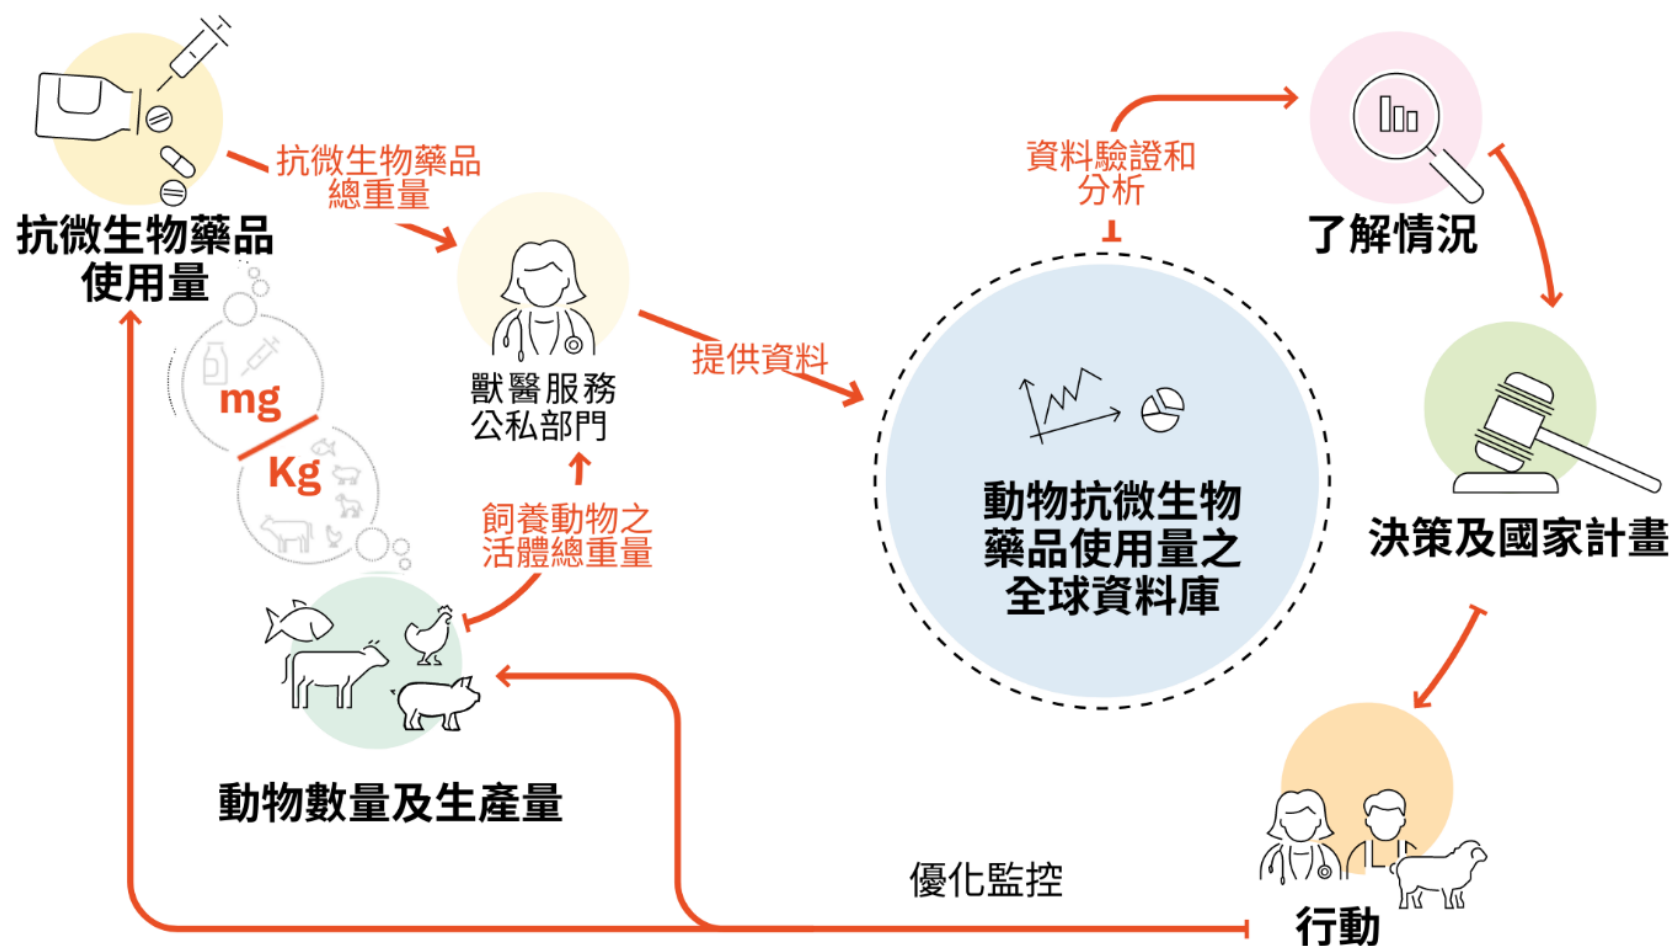 抗微生物藥品
使用量
抗微生物藥品
總重量
mg
Kg
獸醫服務
公私部門
飼養動物之
活體總重量
動物數量及生產量
提供資料
動物抗微生物
藥品使用量之
全球資料庫
資料驗證和
分析
了解情況
決策及國家計畫
行動
優化監控